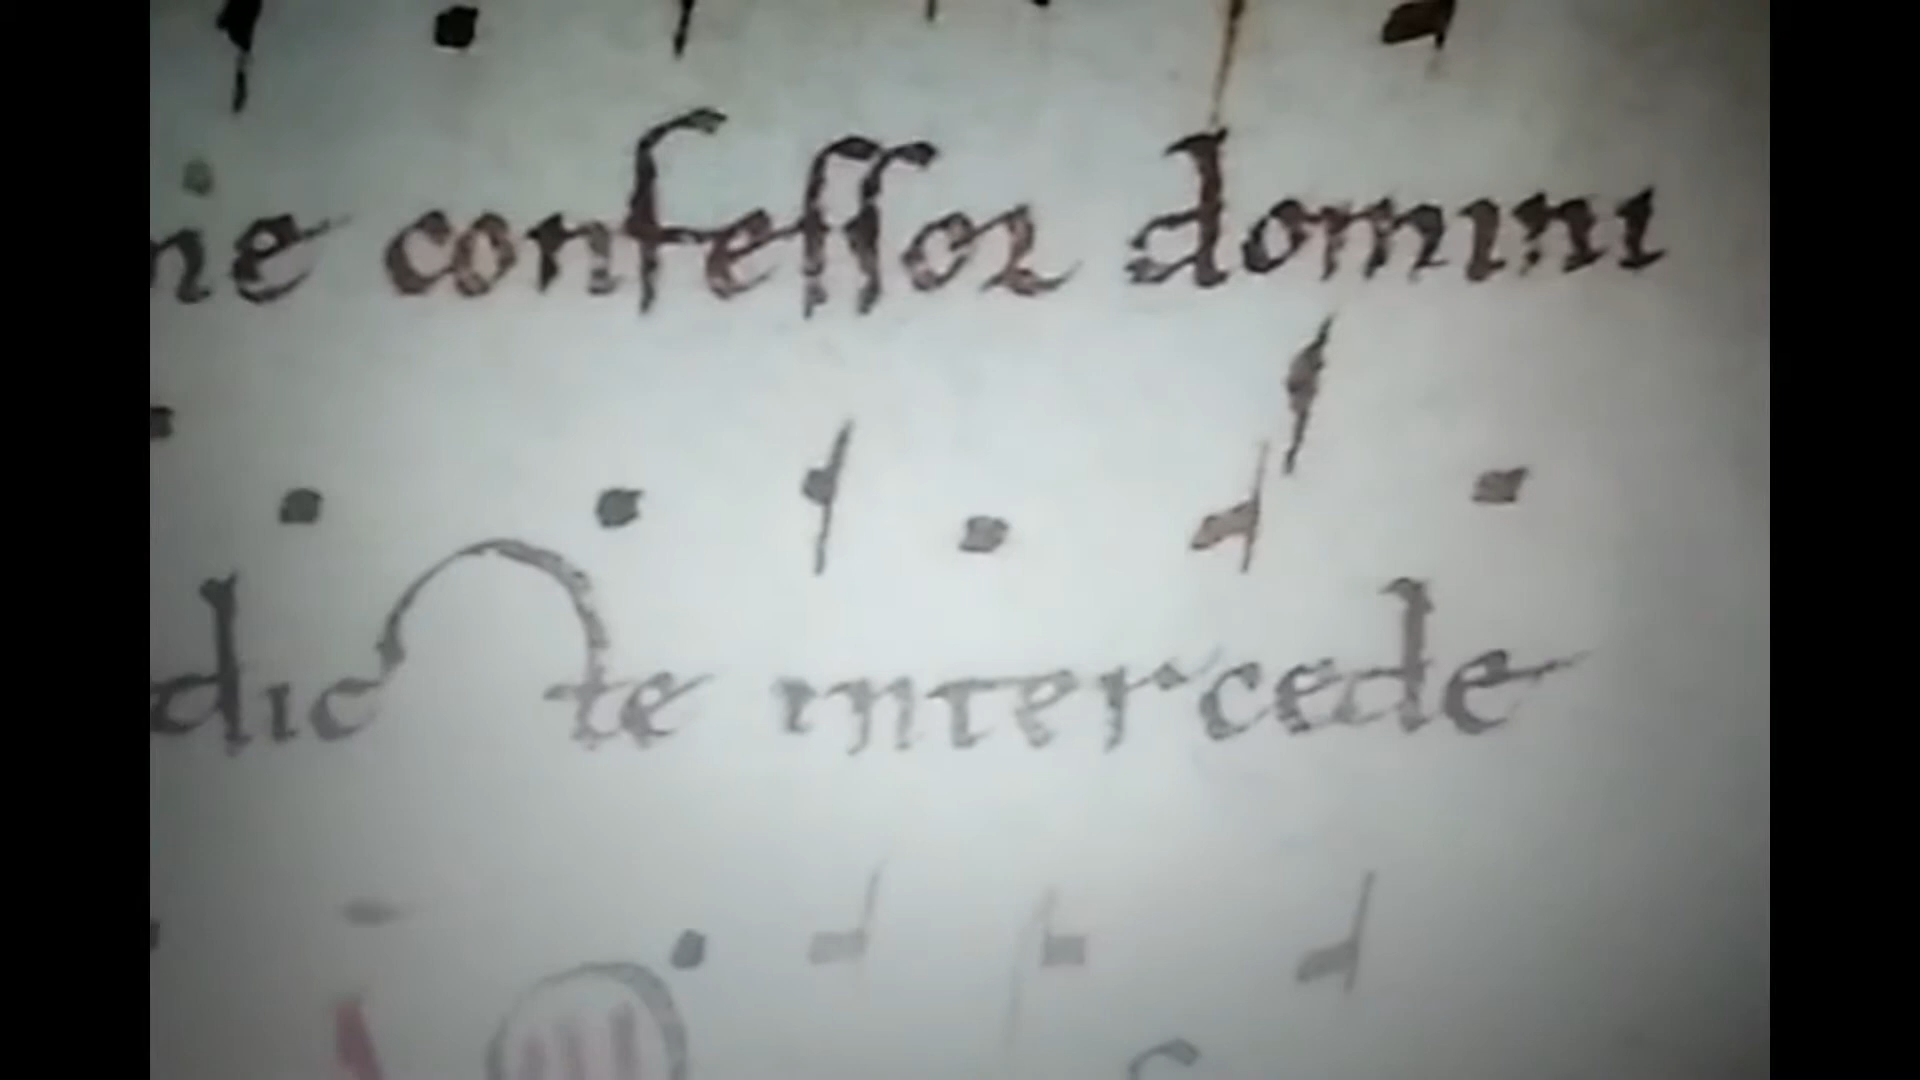 ne confessor domini
dic te intercede